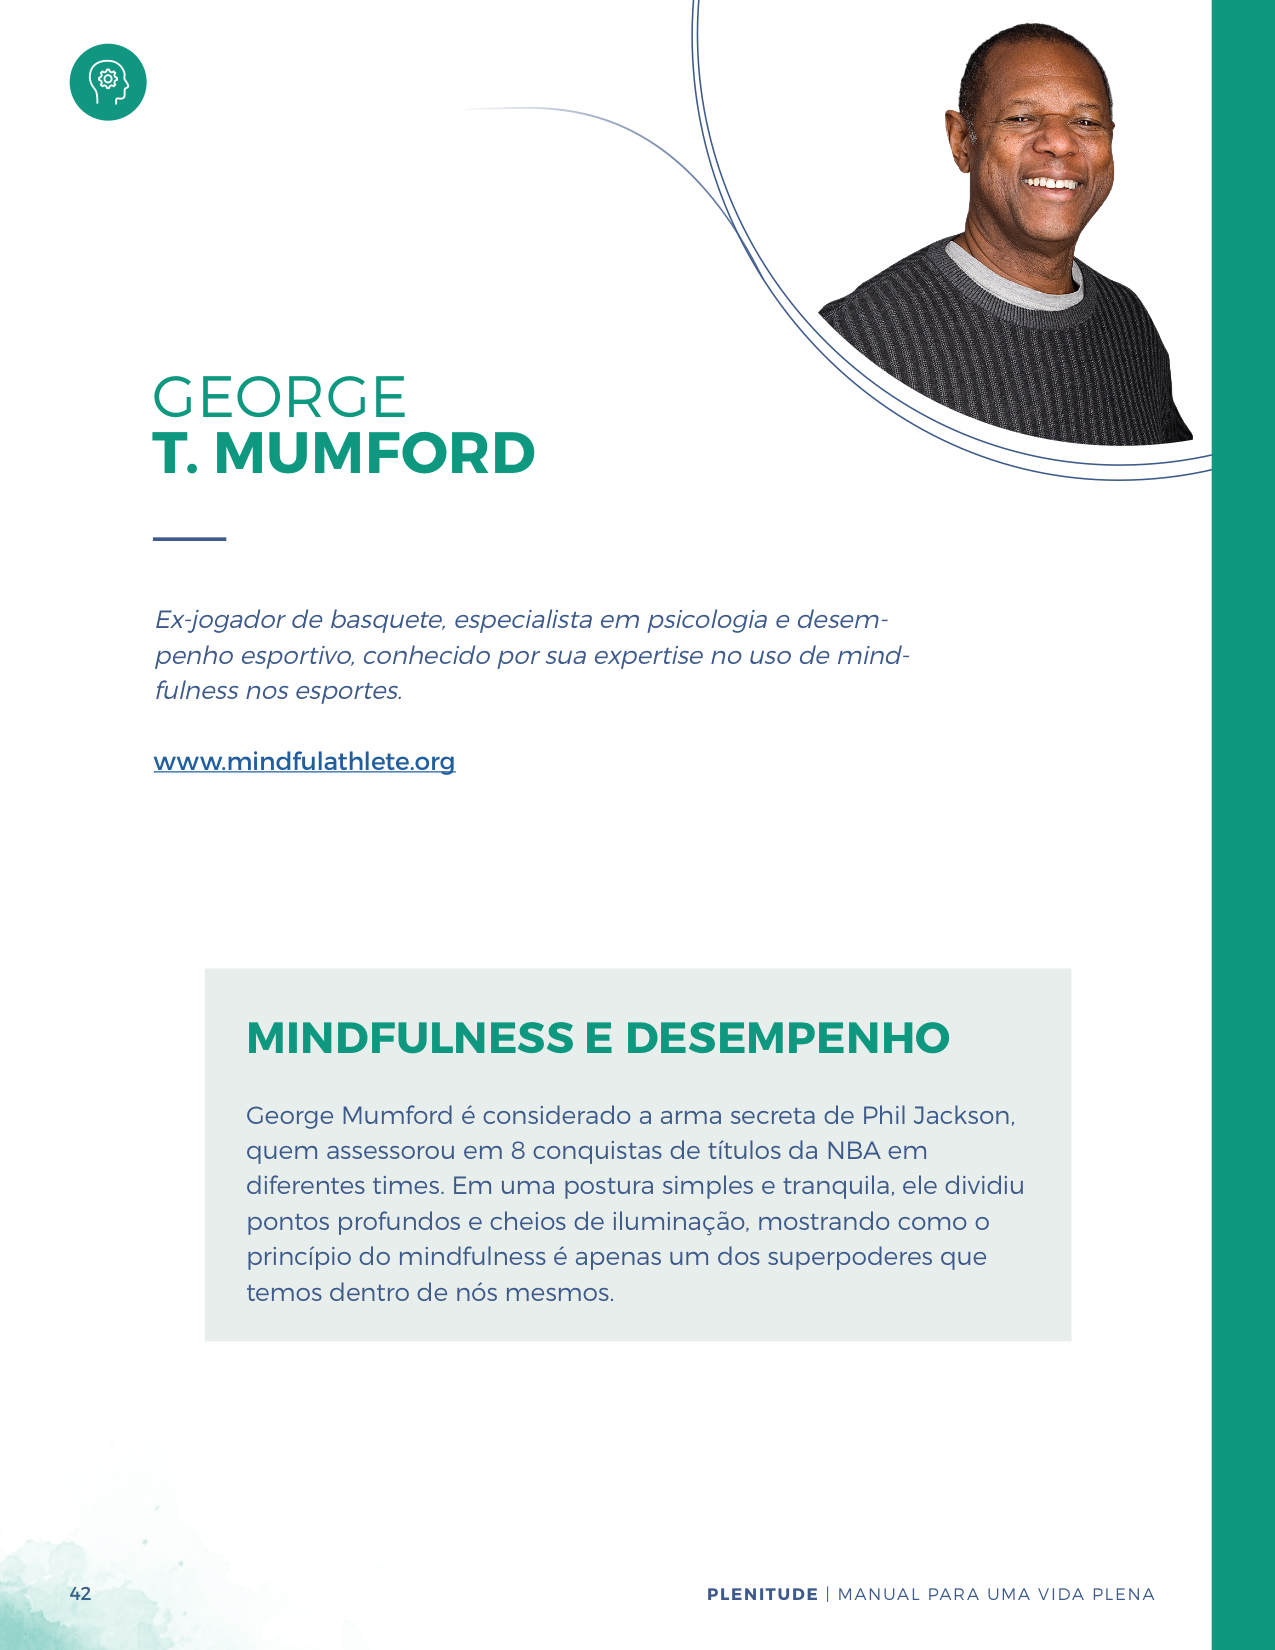 GEORGE
T. MUMFORD
Ex-jogador de basquete, especialista em psicologia e desem-
penho esportivo, conhecido por sua expertise no uso de mind-
fulness nos esportes.
www.mindfulathlete.org
MINDFULNESS E DESEMPENHO
George Mumford é considerado a arma secreta de Phil Jackson,
quem assessorou em 8 conquistas de títulos da NBA em
diferentes times. Em uma postura simples e tranquila, ele dividiu
pontos profundos e cheios de iluminação, mostrando como o
princípio do mindfulness é apenas um dos superpoderes que
temos dentro de nós mesmos.
42
PLENITUDE | MANUAL PARA UMA VIDA PLENA